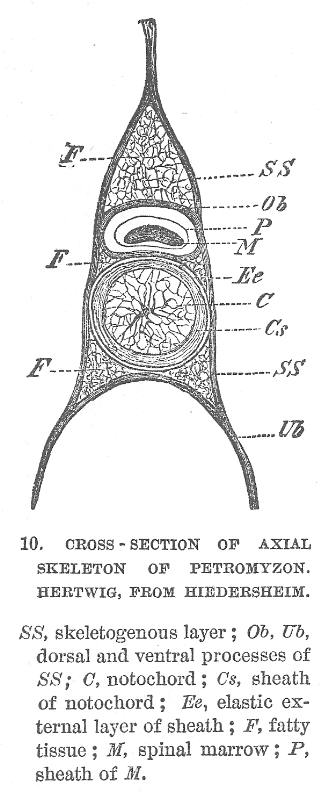 F
SS
Ob
P
M
F
Ee
C
Cs
F
SS
Ub
10. CROSS-SECTION OF AXIAL
SKELETON OF PETROMYZON.
HERTWIG, FROM HIEDERSHEIM.
SS, skeletogenous layer; Ob, Ub,
dorsal and ventral processes of
SS; C, notochord; Cs, sheath
of notochord; Ee, elastic ex-
ternal layer of sheath; F, fatty
tissue; M, spinal marrow; P,
sheath of M.